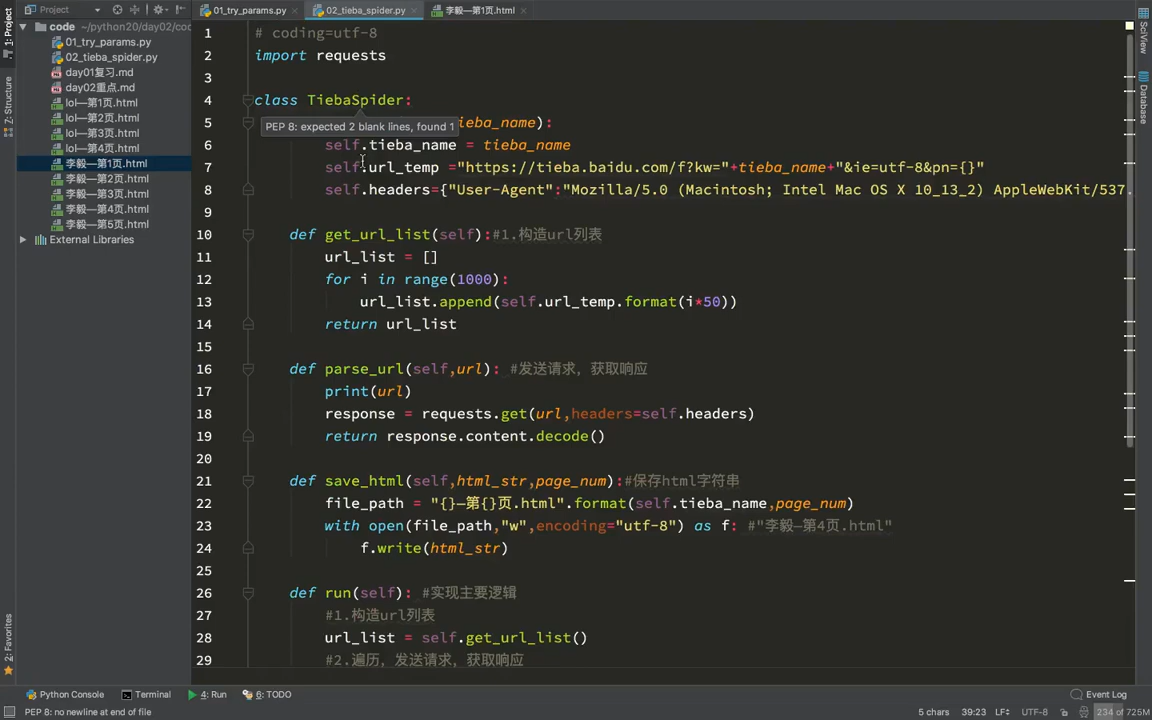 Project
01_try_params.py
02_tieba_spider.py
李毅—第1页.html
1: Project
code ~/python20/day02/cod
01_try_params.py
02_tieba_spider.py
day01复习.md
day02重点.md
lol—第1页.html
lol—第2页.html
lol—第3页.html
lol—第4页.html
李毅—第1页.html
李毅—第2页.html
李毅—第3页.html
李毅—第4页.html
李毅—第5页.html
External Libraries
7: Structure
2: Favorites
1 # coding=utf-8
2 import requests
3
4 class TiebaSpider:
PEP 8: expected 2 blank lines, found 1
5 tieba_name):
6 self.tieba_name = tieba_name
7 self.url_temp ="https://tieba.baidu.com/f?kw="+tieba_name+"&ie=utf-8&pn={}"
8 self.headers={"User-Agent":"Mozilla/5.0 (Macintosh; Intel Mac OS X 10_13_2) AppleWebKit/537.
9
10 def get_url_list(self):#1.构造url列表
11 url_list = []
12 for i in range(1000):
13 url_list.append(self.url_temp.format(i*50))
14 return url_list
15
16 def parse_url(self,url): #发送请求，获取响应
17 print(url)
18 response = requests.get(url,headers=self.headers)
19 return response.content.decode()
20
21 def save_html(self,html_str,page_num):#保存html字符串
22 file_path = "{}—第{}页.html".format(self.tieba_name,page_num)
23 with open(file_path,"w",encoding="utf-8") as f: #"李毅—第4页.html"
24 f.write(html_str)
25
26 def run(self): #实现主要逻辑
27 #1.构造url列表
28 url_list = self.get_url_list()
29 #2.遍历，发送请求，获取响应
SciView
Database
Python Console
Terminal
4: Run
6: TODO
Event Log
PEP 8: no newline at end of file
5 chars
39:23
LF÷
UTF-8
234 of 725M